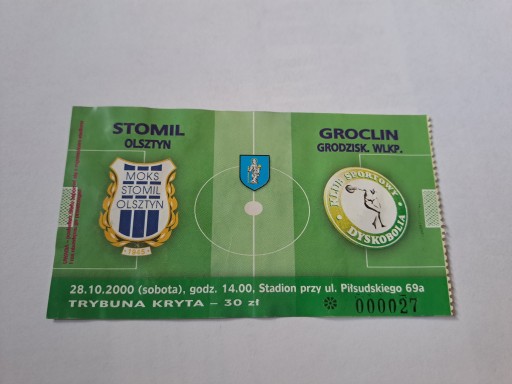 STOMIL
OLSZTYN
GROCLIN
GRODZISK. WLKP.
MOKS
STOMIL
OLSZTYN
1945
KLUB SPORTOWY
DYSKOBOLIA
28.10.2000 (sobota), godz. 14.00, Stadion przy ul. Piłsudskiego 69a
TRYBUNA KRYTA – 30 zł
000027